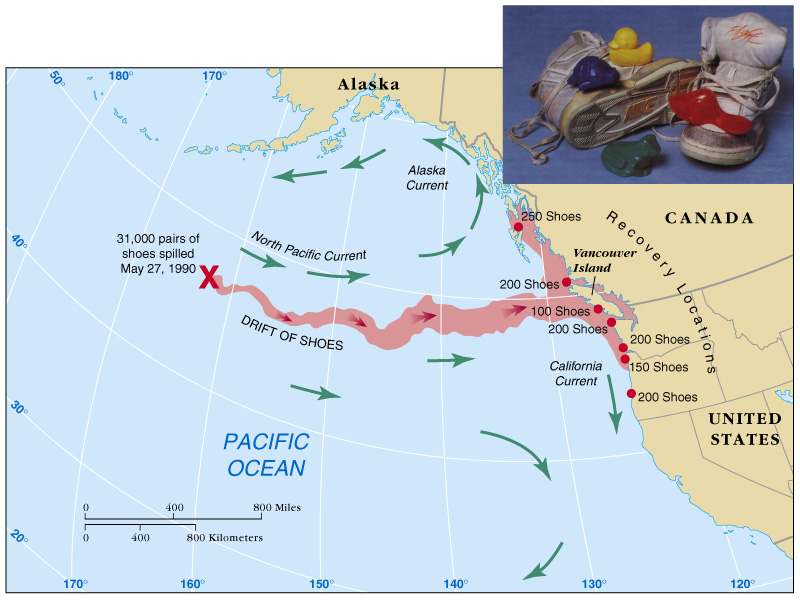 50°
180°
170°
Alaska
Alaska
Current
250 Shoes
CANADA
Recovery Locations
40°
31,000 pairs of
shoes spilled
May 27, 1990
X
North Pacific Current
Vancouver
Island
200 Shoes
100 Shoes
200 Shoes
DRIFT OF SHOES
200 Shoes
150 Shoes
California
Current
200 Shoes
30°
UNITED
STATES
PACIFIC
OCEAN
0 400 800 Miles
0 400 800 Kilometers
20°
170° 160° 150° 140° 130° 120°